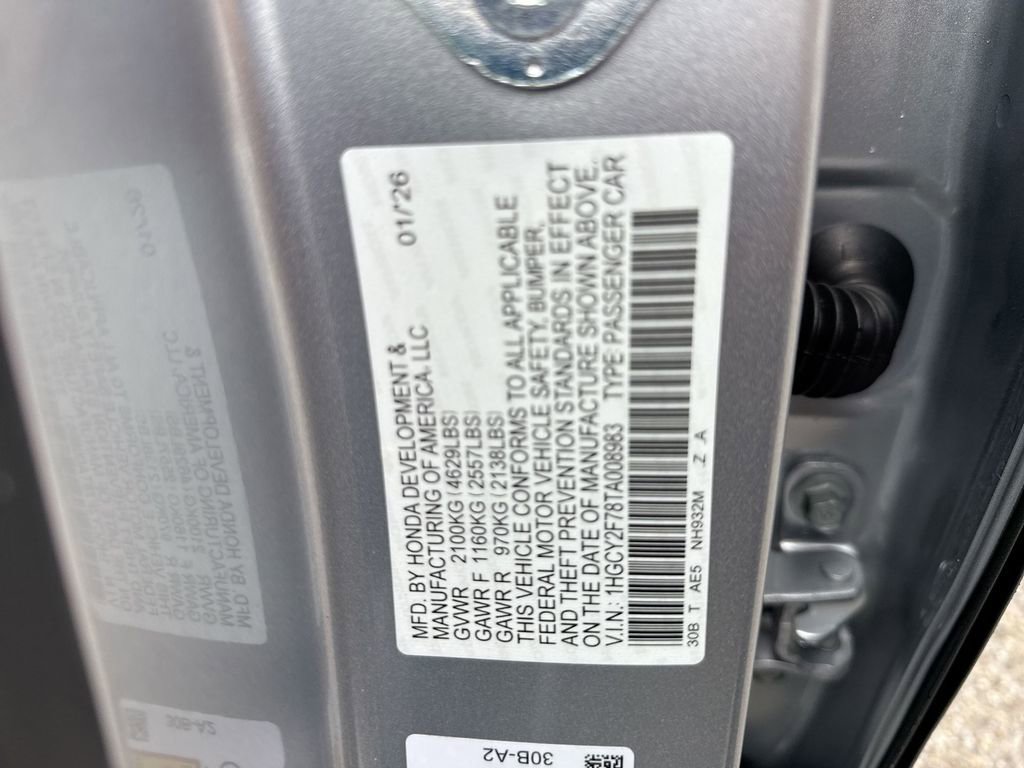 MFD. BY HONDA DEVELOPMENT &
MANUFACTURING OF AMERICA. LLC 01/26
GVWR 2100KG (4629LBS)
GAWR F 1160KG (2557LBS)
GAWR R 970KG (2138LBS)
THIS VEHICLE CONFORMS TO ALL APPLICABLE
FEDERAL MOTOR VEHICLE SAFETY, BUMPER,
AND THEFT PREVENTION STANDARDS IN EFFECT
ON THE DATE OF MANUFACTURE SHOWN ABOVE.
V.I.N.: 1HGCY2F78TA008963 TYPE:PASSENGER CAR
30B T AE5 NH932M Z A
30B-A2